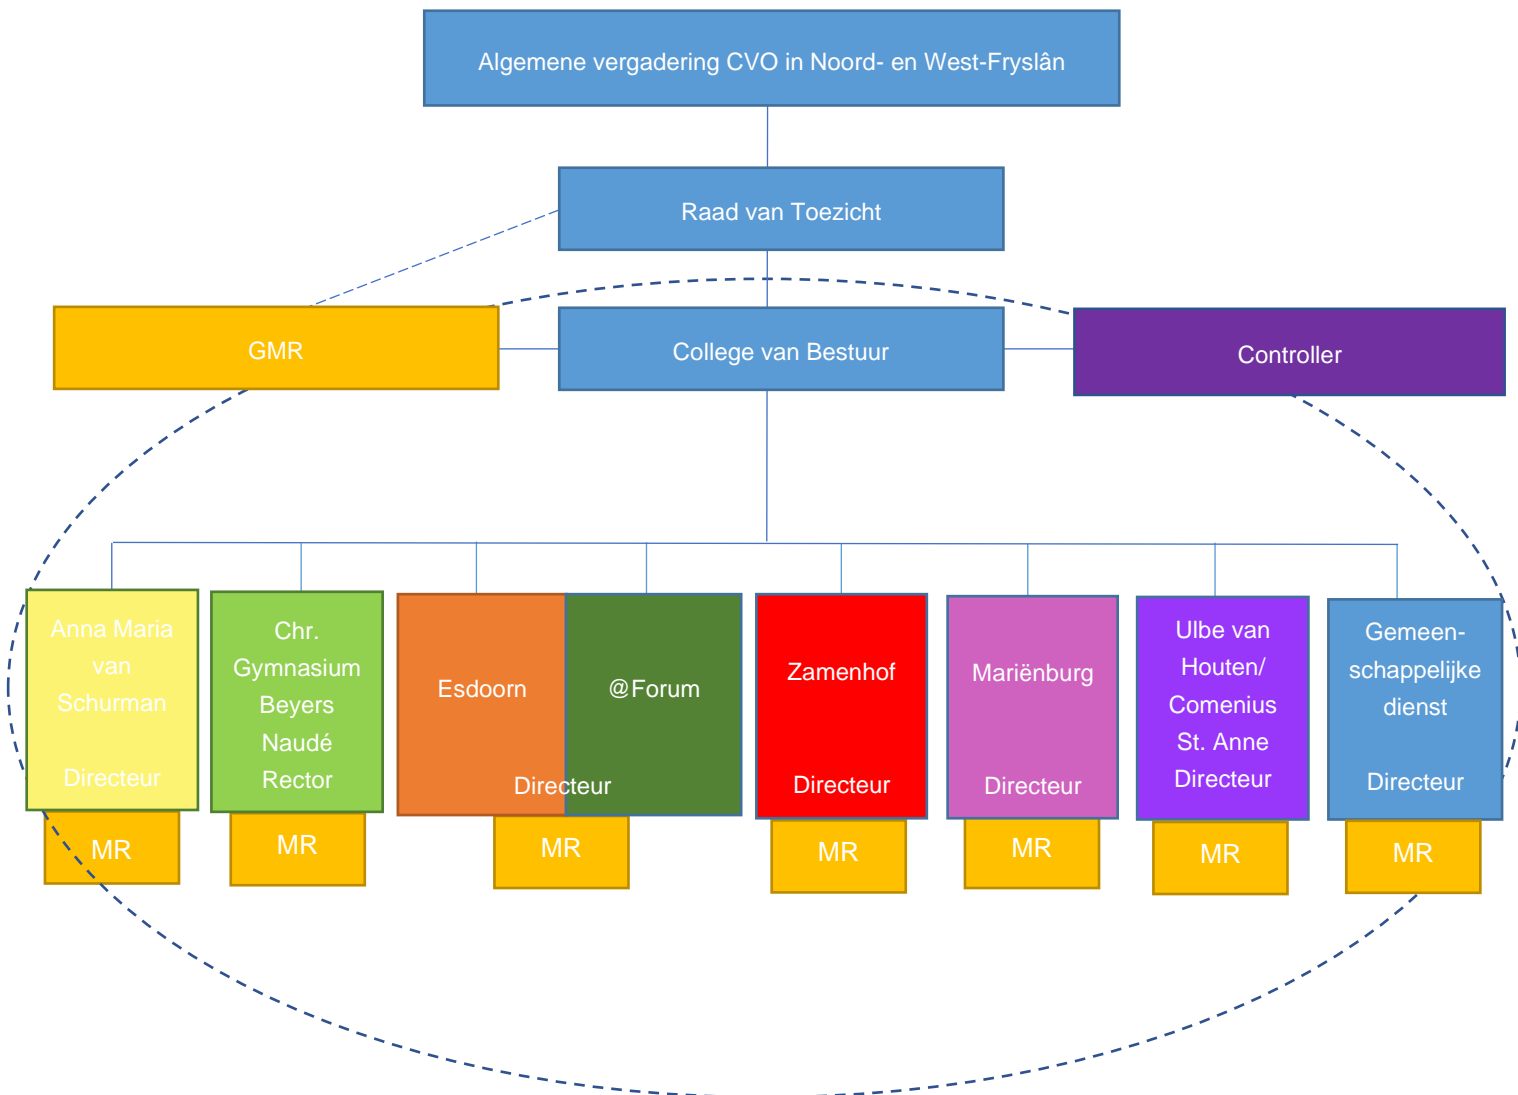 Algemene vergadering CVO in Noord- en West-Fryslân
Raad van Toezicht
GMR
College van Bestuur
Controller
Anna Maria
van
Schurman
Directeur
Chr.
Gymnasium
Beyers
Naudé
Rector
Esdoorn
@Forum
Directeur
Zamenhof
Directeur
Mariënburg
Directeur
Ulbe van
Houten/
Comenius
St. Anne
Directeur
Gemeen-
schappelijke
dienst
Directeur
MR
MR
MR
MR
MR
MR
MR